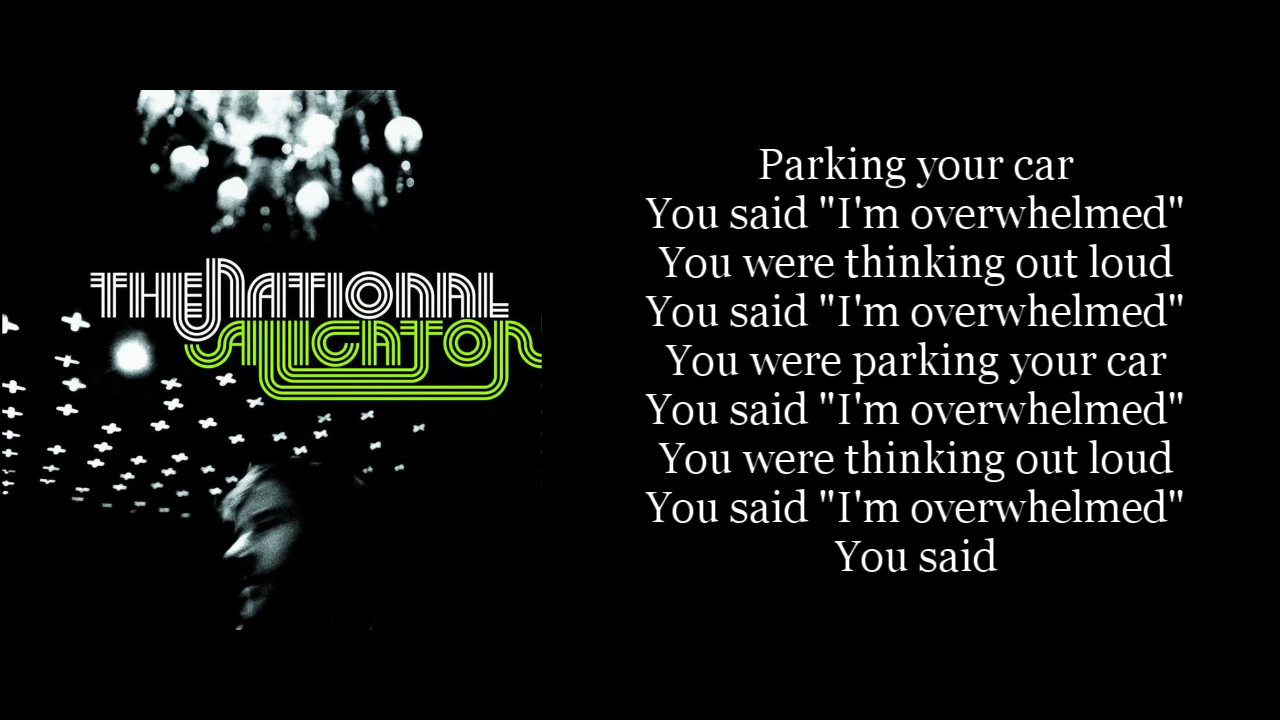 THE NATIONAL
ALLIGATOR
Parking your car
You said "I'm overwhelmed"
You were thinking out loud
You said "I'm overwhelmed"
You were parking your car
You said "I'm overwhelmed"
You were thinking out loud
You said "I'm overwhelmed"
You said